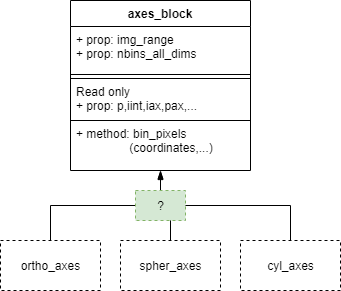 axes_block
+ prop: img_range
+ prop: nbins_all_dims
Read only
+ prop: p,iint,iax,pax,...
+ method: bin_pixels
(coordinates,...)
?
ortho_axes
spher_axes
cyl_axes